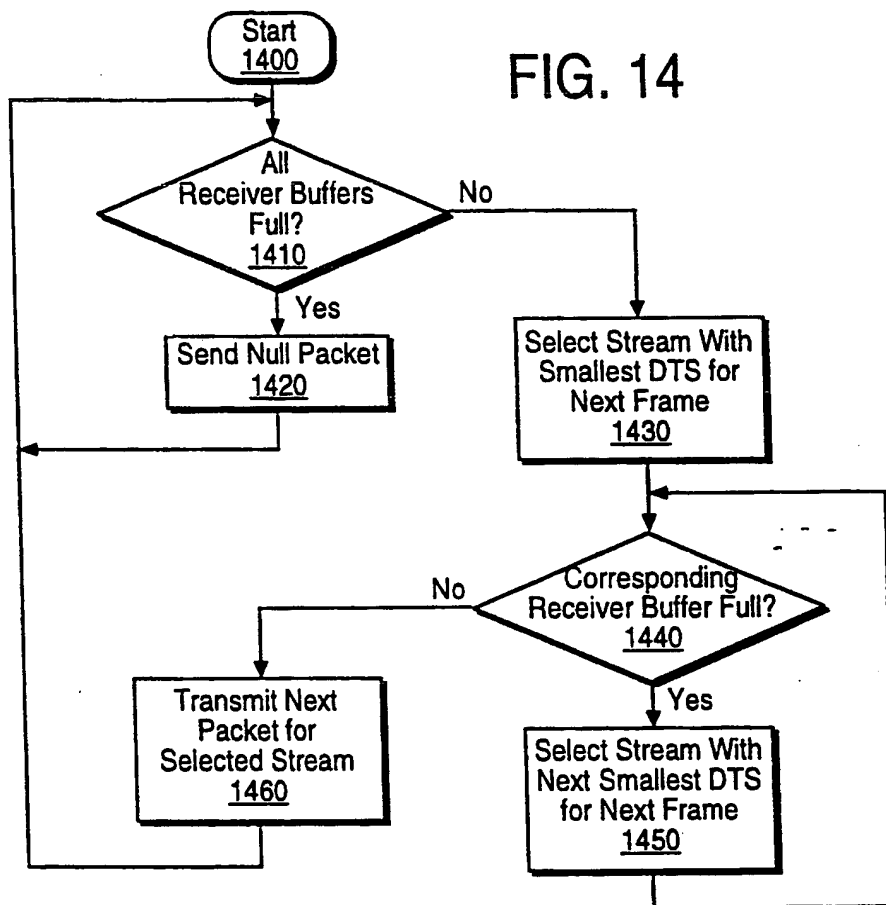 Start
1400
FIG. 14
All
Receiver Buffers
Full?
1410
No
Yes
Send Null Packet
1420
Select Stream With
Smallest DTS for
Next Frame
1430
Corresponding
Receiver Buffer Full?
1440
No
Yes
Transmit Next
Packet for
Selected Stream
1460
Select Stream With
Next Smallest DTS
for Next Frame
1450